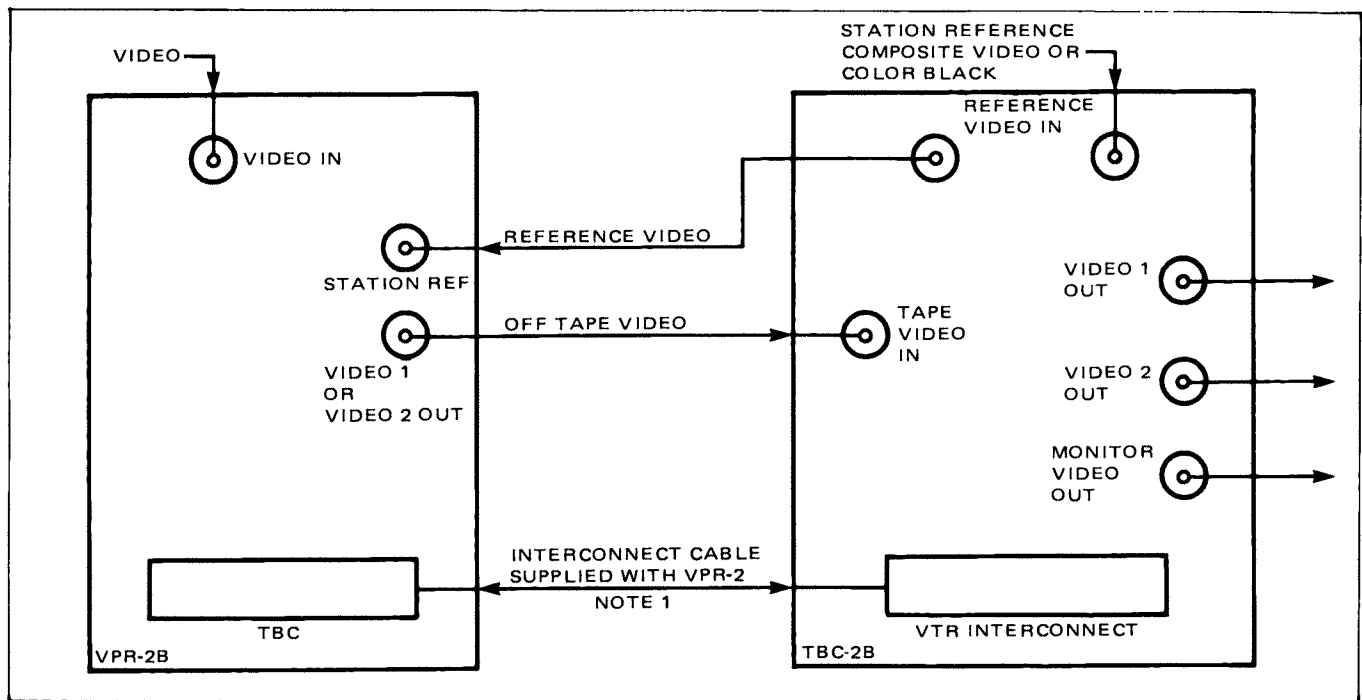 VIDEO
VIDEO IN
STATION REF
VIDEO 1
OR
VIDEO 2 OUT
TBC
VPR-2B
REFERENCE VIDEO
OFF TAPE VIDEO
INTERCONNECT CABLE
SUPPLIED WITH VPR-2
NOTE 1
STATION REFERENCE
COMPOSITE VIDEO OR
COLOR BLACK
REFERENCE
VIDEO IN
TAPE
VIDEO
IN
VIDEO 1
OUT
VIDEO 2
OUT
MONITOR
VIDEO
OUT
VTR INTERCONNECT
TBC-2B